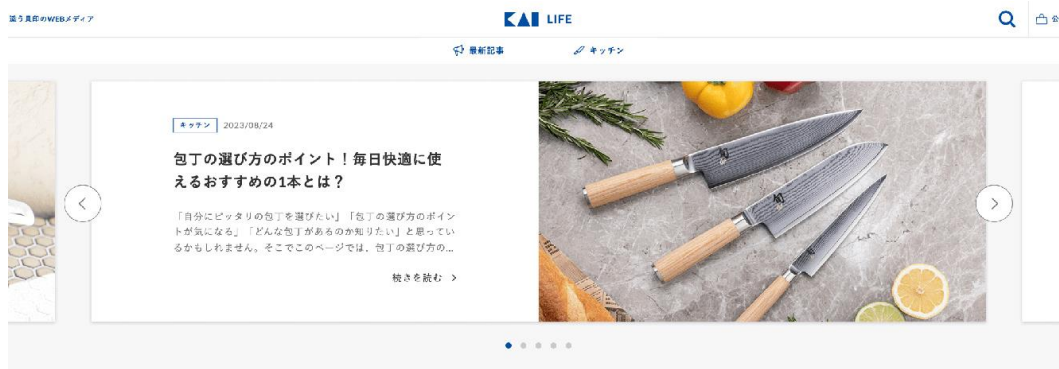 添う貝印のWEBメディア
KAI LIFE
公
最新記事
キッチン
キッチン 2023/08/24
包丁の選び方のポイント！毎日快適に使
えるおすすめの1本とは？
「自分にピッタリの包丁を選びたい」「包丁の選び方のポイン
トが気になる」「どんな包丁があるのか知りたい」と思ってい
るかもしれません。そこでこのページでは、包丁の選び方の...
続きを読む